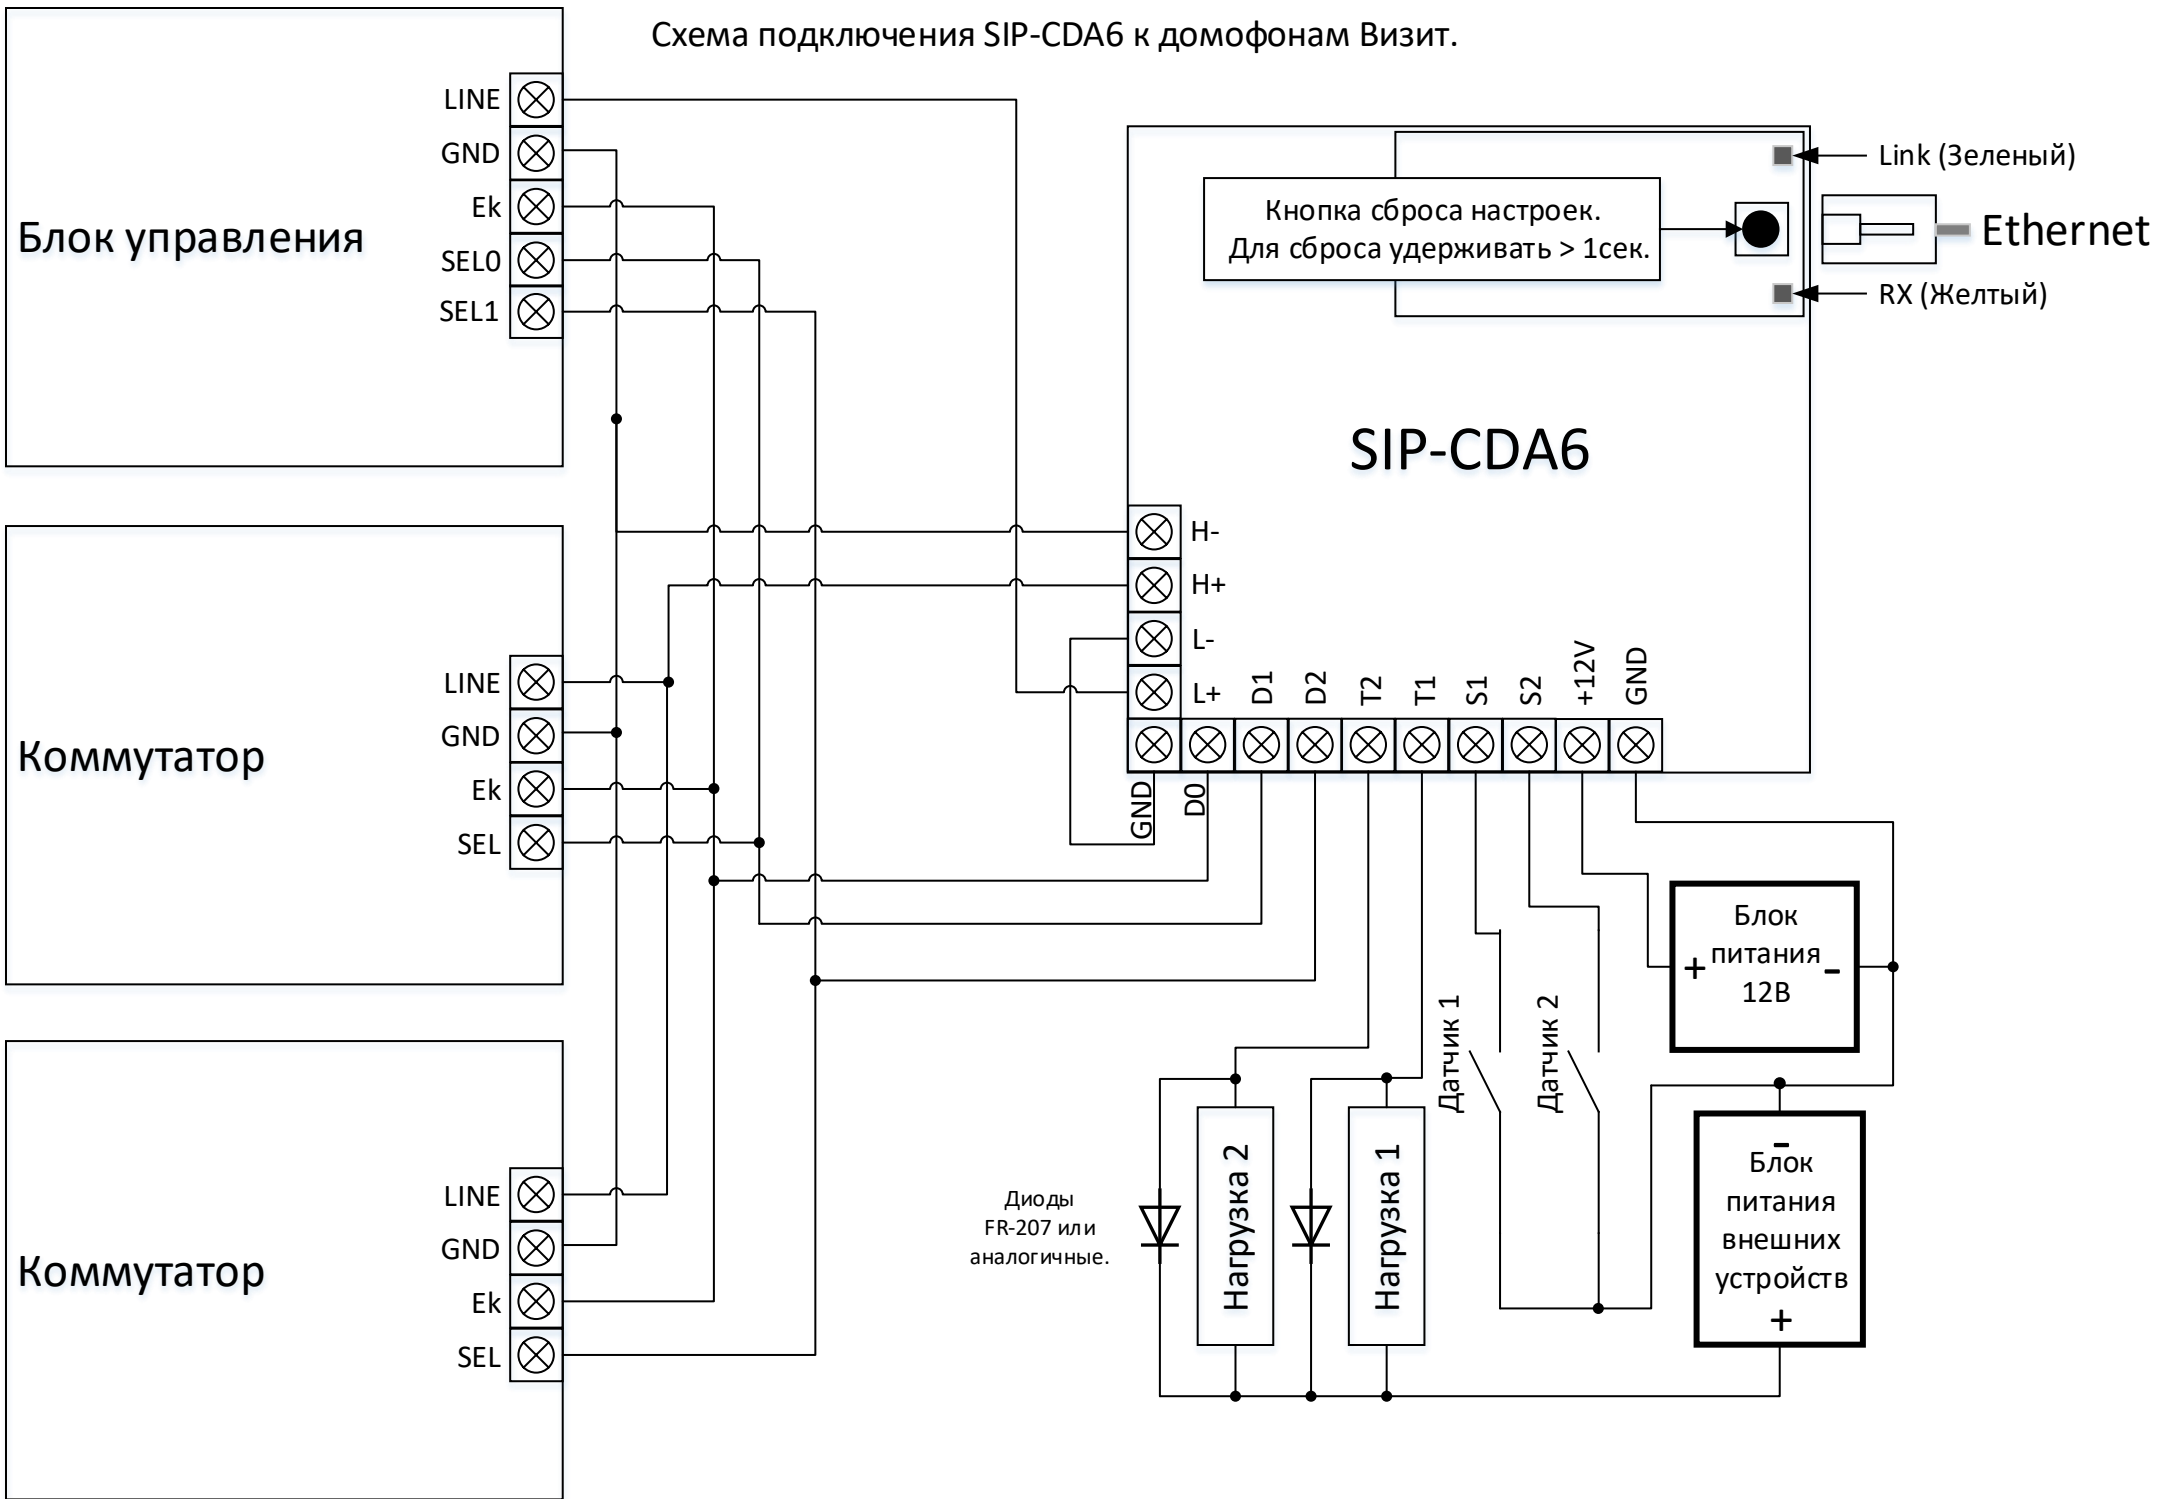 Схема подключения SIP-CDA6 к домофонам Визит.
Блок управления
LINE
GND
Ek
SEL0
SEL1
Коммутатор
LINE
GND
Ek
SEL
Коммутатор
LINE
GND
Ek
SEL
Кнопка сброса настроек.
Для сброса удерживать > 1сек.
Link (Зеленый)
Ethernet
RX (Желтый)
SIP-CDA6
H-
H+
L-
L+
D1
D2
T2
T1
S1
S2
+12V
GND
GND
D0
Блок
питания
12В
+
-
Датчик 1
Датчик 2
-
Блок
питания
внешних
устройств
+
Нагрузка 2
Нагрузка 1
Диоды
FR-207 или
аналогичные.